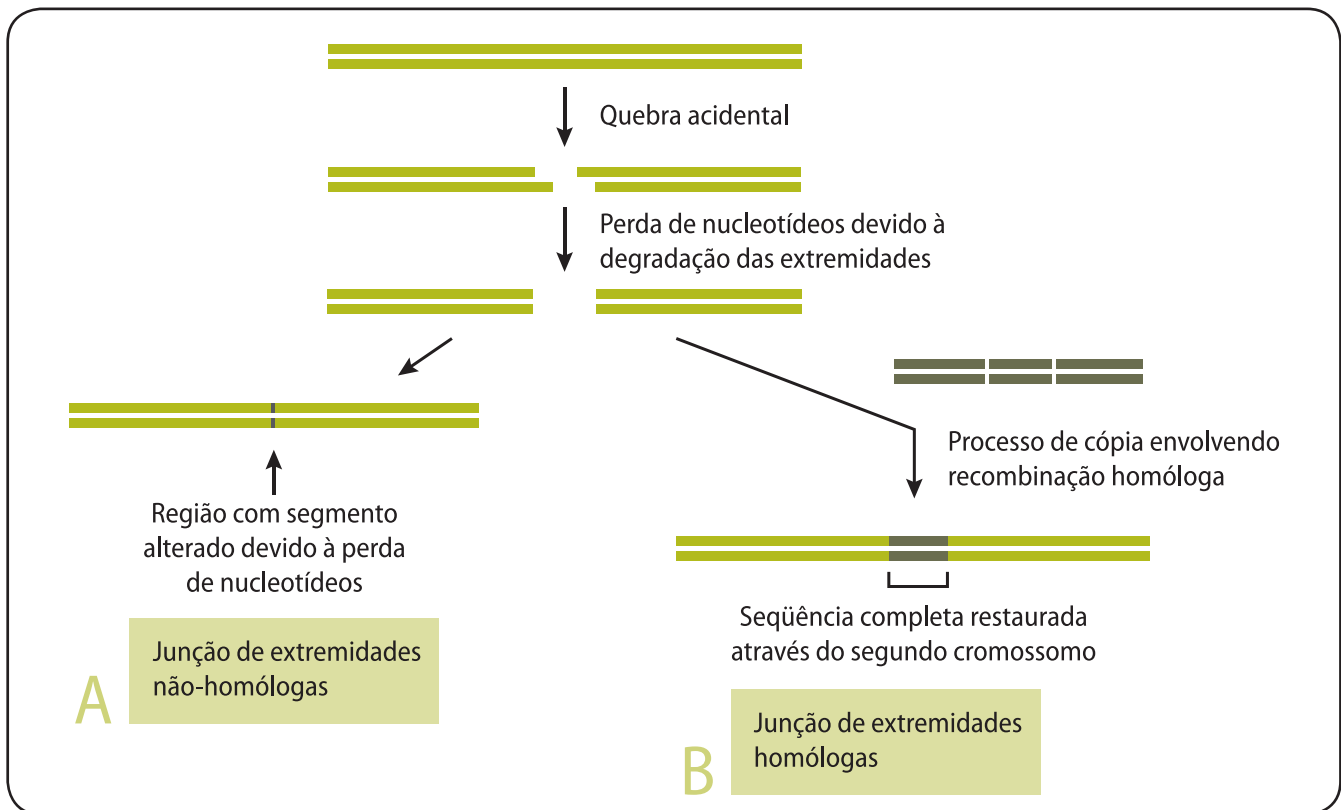 Quebra acidental
Perda de nucleotídeos devido à
degradação das extremidades
Processo de cópia envolvendo
recombinação homóloga
Região com segmento
alterado devido à perda
de nucleotídeos
Seqüência completa restaurada
através do segundo cromossomo
A
Junção de extremidades
não-homólogas
B
Junção de extremidades
homólogas